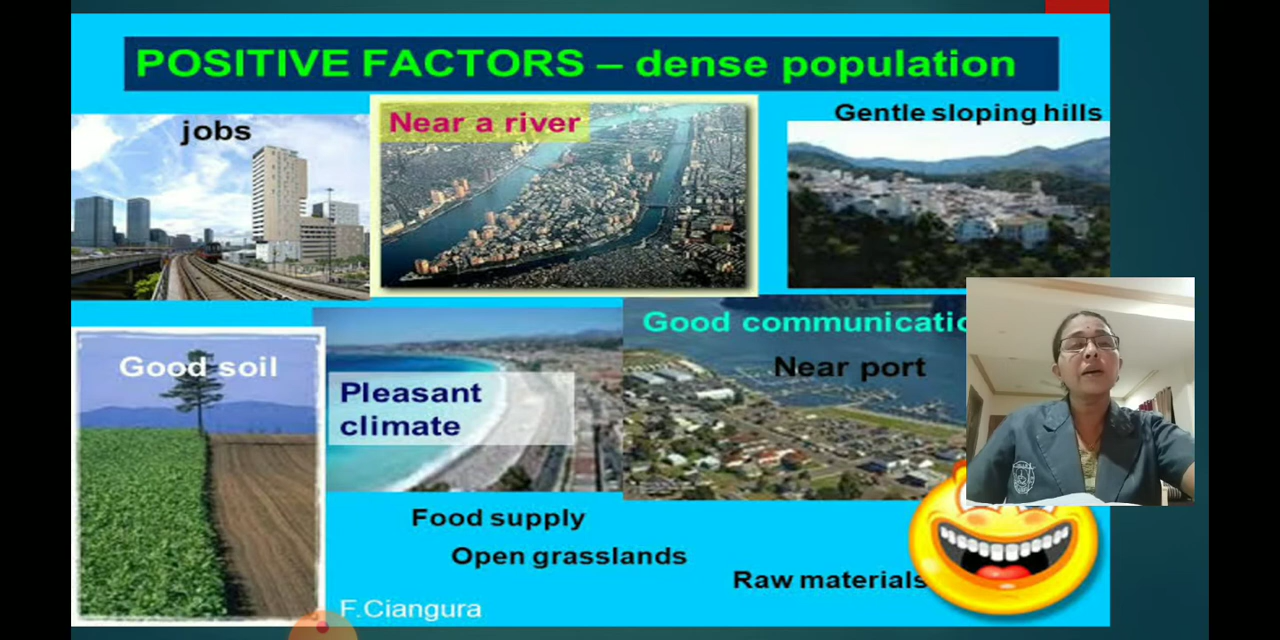 POSITIVE FACTORS – dense population
jobs
Near a river
Gentle sloping hills
Good soil
Pleasant
climate
Good communicatio
Near port
Food supply
Open grasslands
Raw materials
F.Ciangura